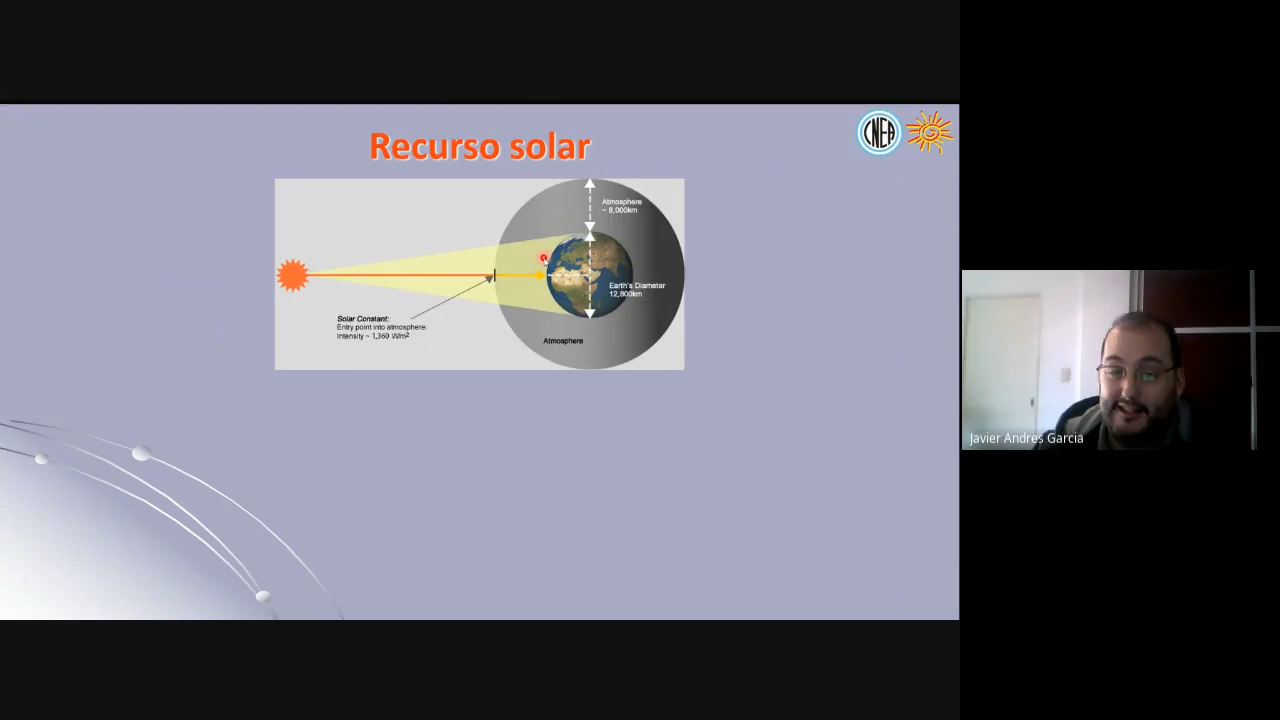 Recurso solar
CNEA
Atmosphere
~ 8,000km
Earth's Diameter
12,800km
Solar Constant:
Entry point into atmosphere:
Intensity ~ 1,360 W/m²
Atmosphere
Javier Andres Garcia